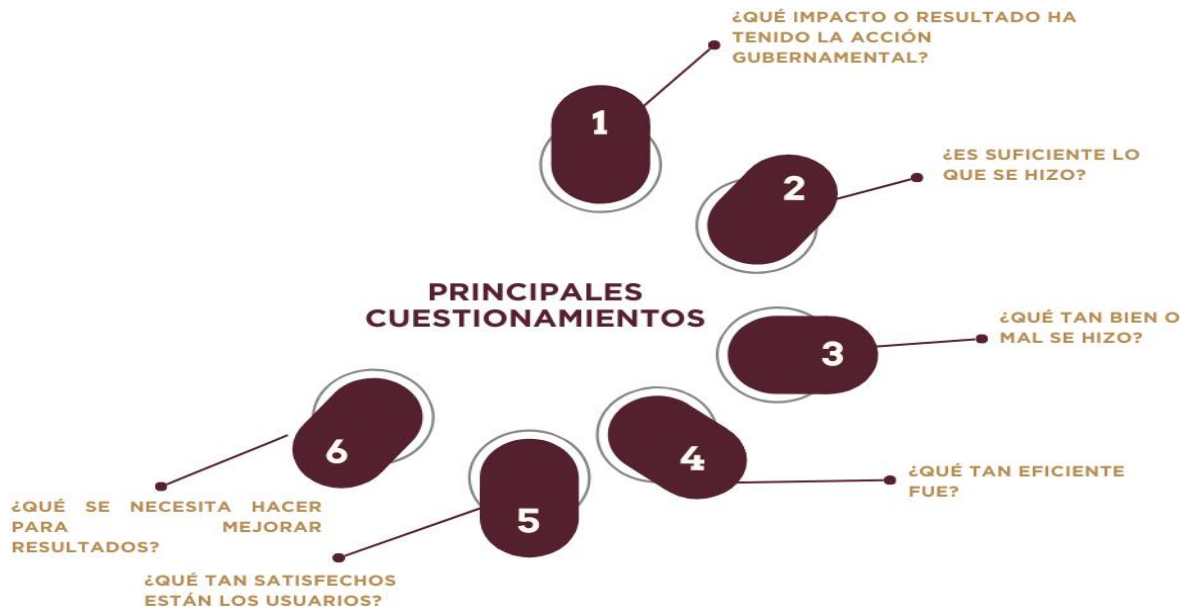 ¿QUÉ IMPACTO O RESULTADO HA
TENIDO LA ACCIÓN
GUBERNAMENTAL?
1
¿ES SUFICIENTE LO
QUE SE HIZO?
2
PRINCIPALES
CUESTIONAMIENTOS
¿QUÉ TAN BIEN O
MAL SE HIZO?
3
¿QUÉ TAN EFICIENTE
FUE?
4
5
¿QUÉ TAN SATISFECHOS
ESTÁN LOS USUARIOS?
6
¿QUÉ SE NECESITA HACER
PARA MEJORAR
RESULTADOS?